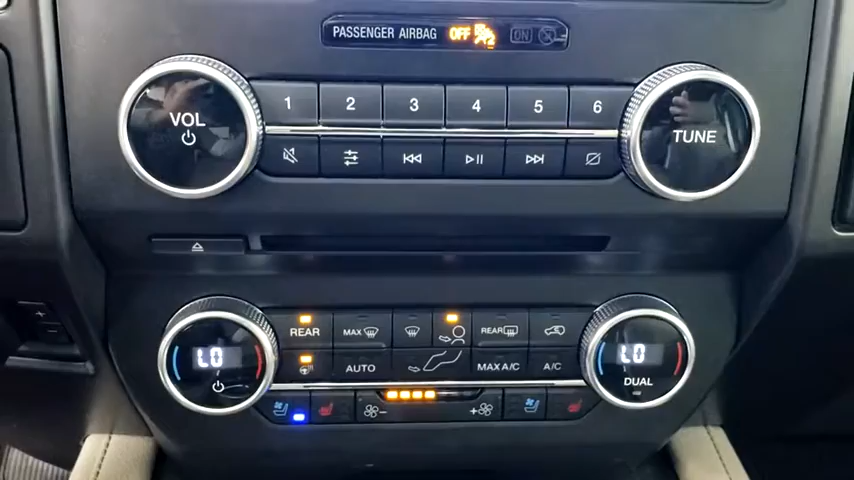 PASSENGER AIRBAG OFF ON
VOL
1 2 3 4 5 6
TUNE
REAR MAX REAR
LO
AUTO MAX A/C A/C
LO
DUAL